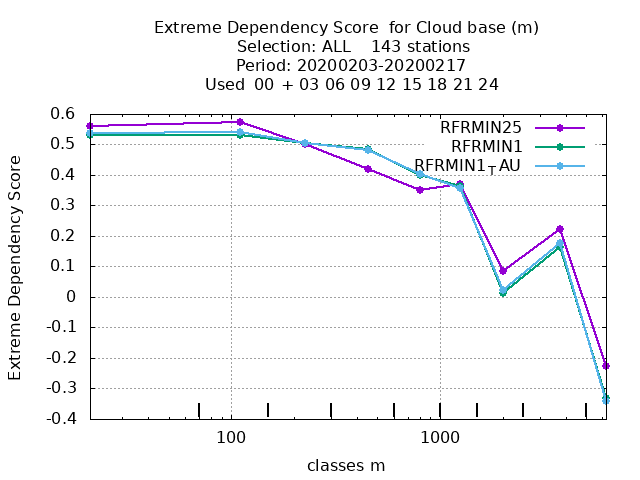 Extreme Dependency Score  for Cloud base (m)
Selection: ALL    143 stations
Period: 20200203-20200217
Used  00  + 03 06 09 12 15 18 21 24
RFRMIN25
RFRMIN1
RFRMIN1TAU
Extreme Dependency Score
0.6
0.5
0.4
0.3
0.2
0.1
0
-0.1
-0.2
-0.3
-0.4
100
1000
classes m